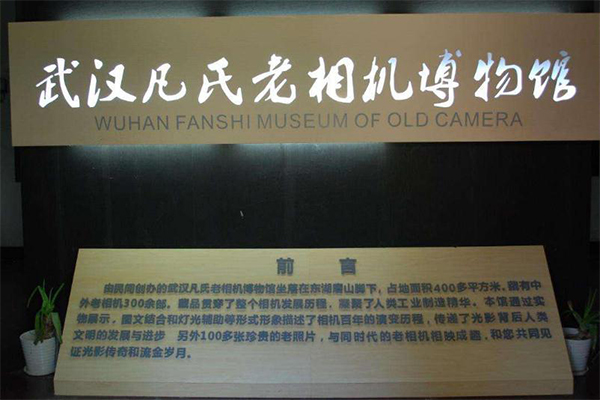 武汉凡氏老相机博物馆
WUHAN FANSHI MUSEUM OF OLD CAMERA
前 言
由民间创办的武汉凡氏老相机博物馆坐落在东湖磨山脚下，占地面积400多平方米。藏有中
外老相机300余部，藏品贯穿了整个相机发展历程，凝聚了人类工业制造精华。本馆通过实
物展示，图文结合和灯光辅助等形式形象描述了相机百年的演变历程，传递了光影背后人类
文明的发展与进步 另外100多张珍贵的老照片，与同时代的老相机相映成趣，和您共同见
证光影传奇和流金岁月。